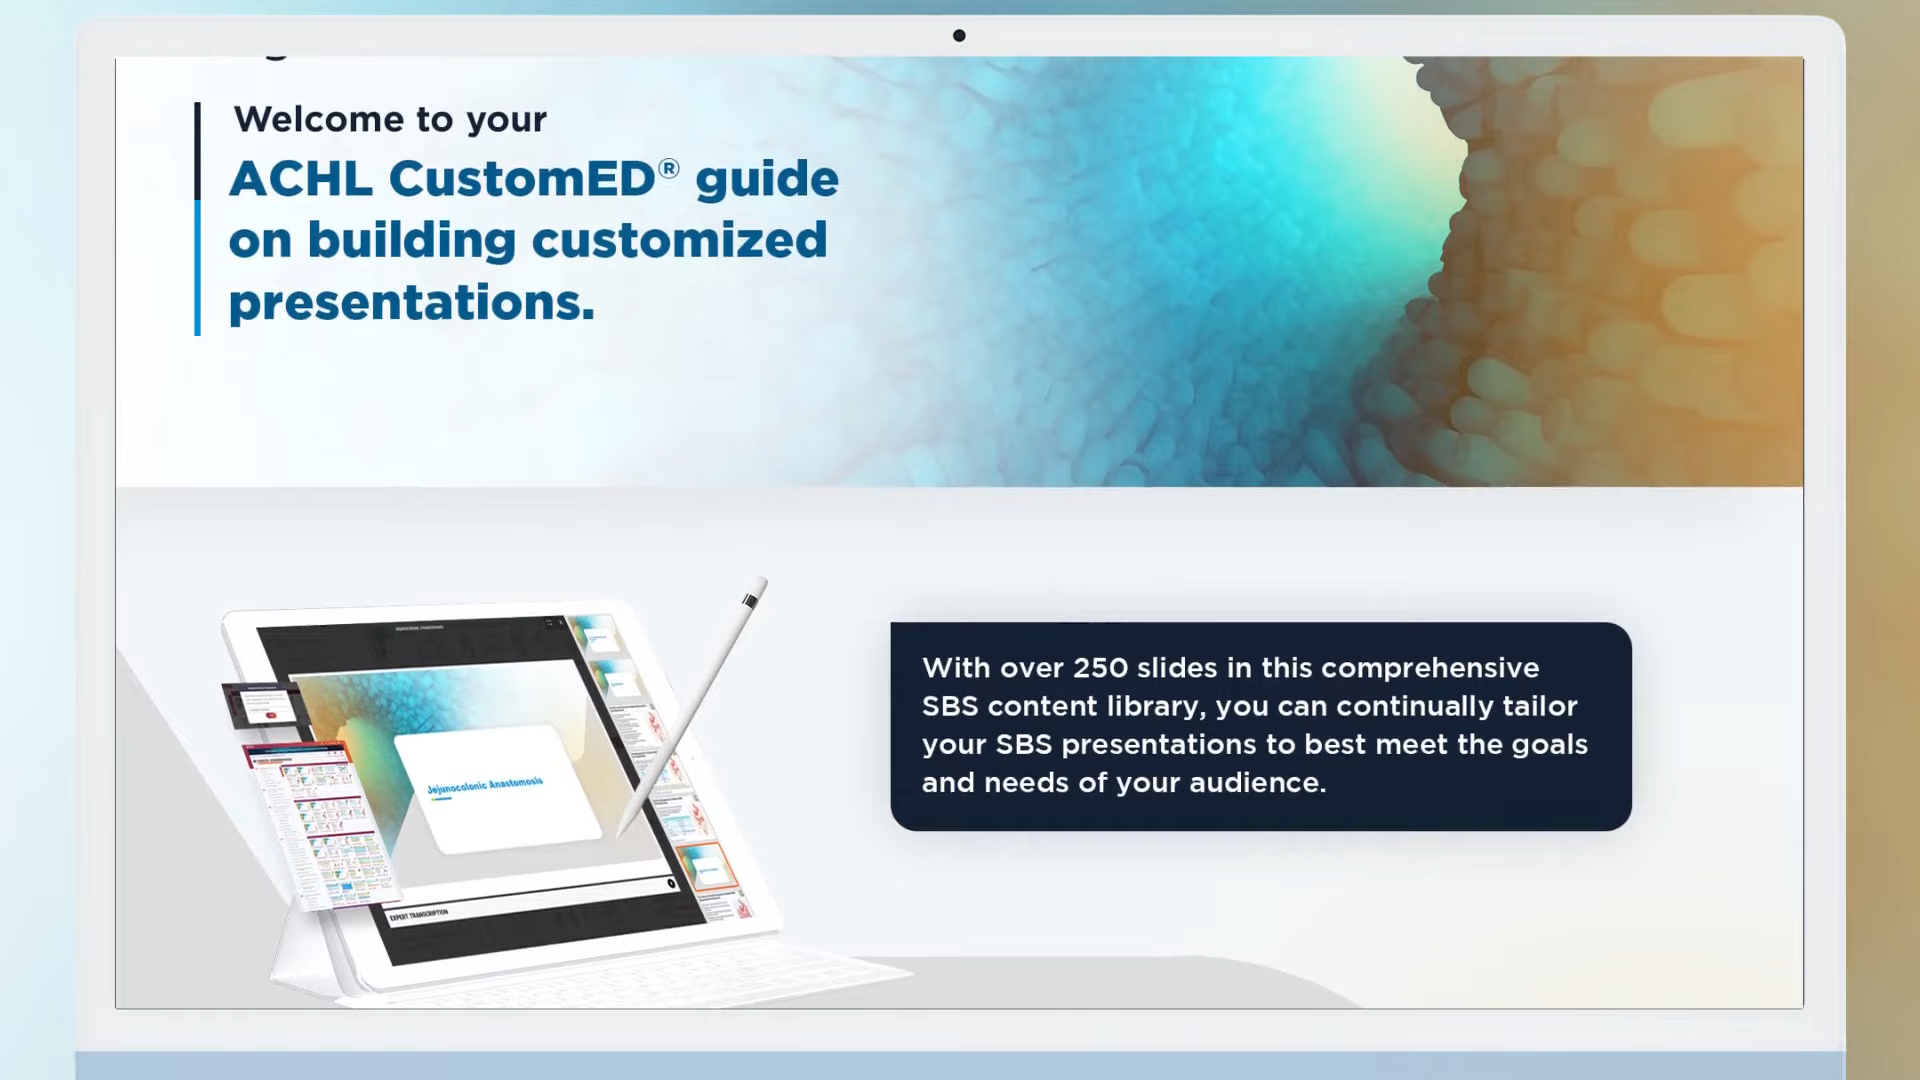 Welcome to your
ACHL CustomED® guide
on building customized
presentations.
With over 250 slides in this comprehensive
SBS content library, you can continually tailor
your SBS presentations to best meet the goals
and needs of your audience.
Jejunocolonic Anastomosis
EXPERT TRANSCRIPTION